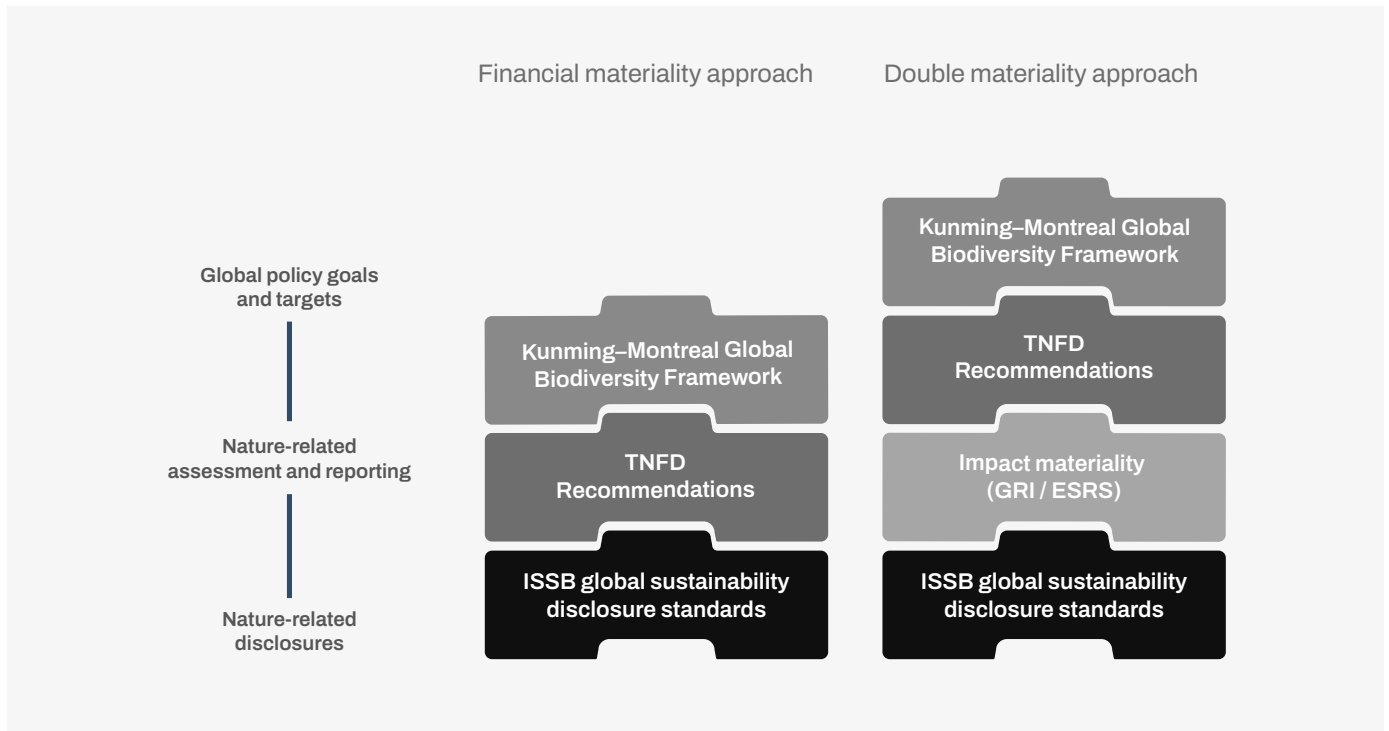 Financial materiality approach
Double materiality approach
Global policy goals
and targets
Nature-related
assessment and reporting
Nature-related
disclosures
Kunming–Montreal Global
Biodiversity Framework
TNFD
Recommendations
ISSB global sustainability
disclosure standards
Kunming–Montreal Global
Biodiversity Framework
TNFD
Recommendations
Impact materiality
(GRI / ESRS)
ISSB global sustainability
disclosure standards